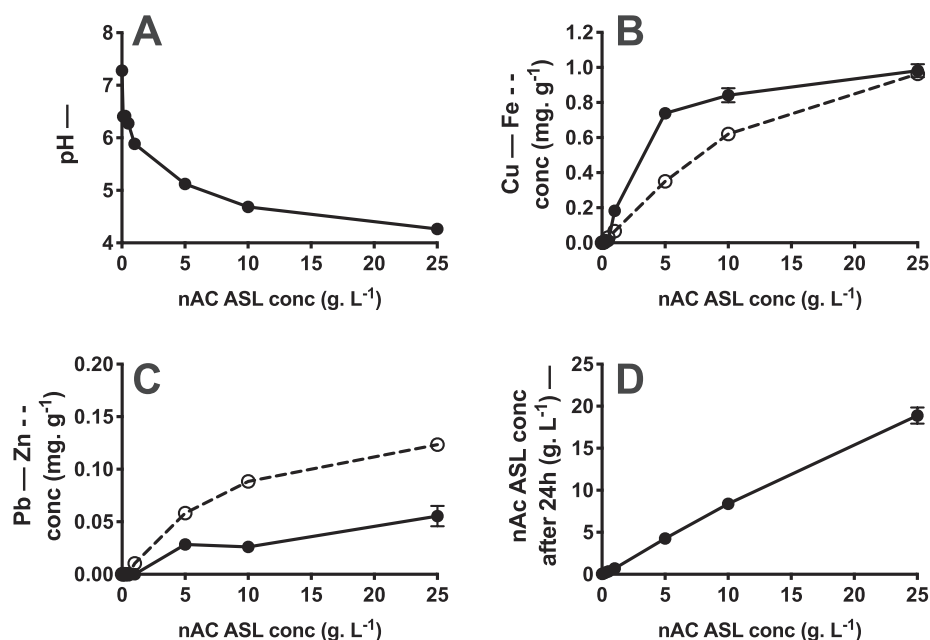 A
8
7
6
5
4
pH —
0 5 10 15 20 25
nAC ASL conc (g. L-1)
B
1.2
1.0
0.8
0.6
0.4
0.2
0.0
Cu — Fe - -
conc (mg. g-1)
0 5 10 15 20 25
nAC ASL conc (g. L-1)
C
0.20
0.15
0.10
0.05
0.00
Pb — Zn - -
conc (mg. g-1)
0 5 10 15 20 25
nAC ASL conc (g. L-1)
D
25
20
15
10
5
0
nAc ASL conc
after 24h (g. L-1) —
0 5 10 15 20 25
nAC ASL conc (g. L-1)